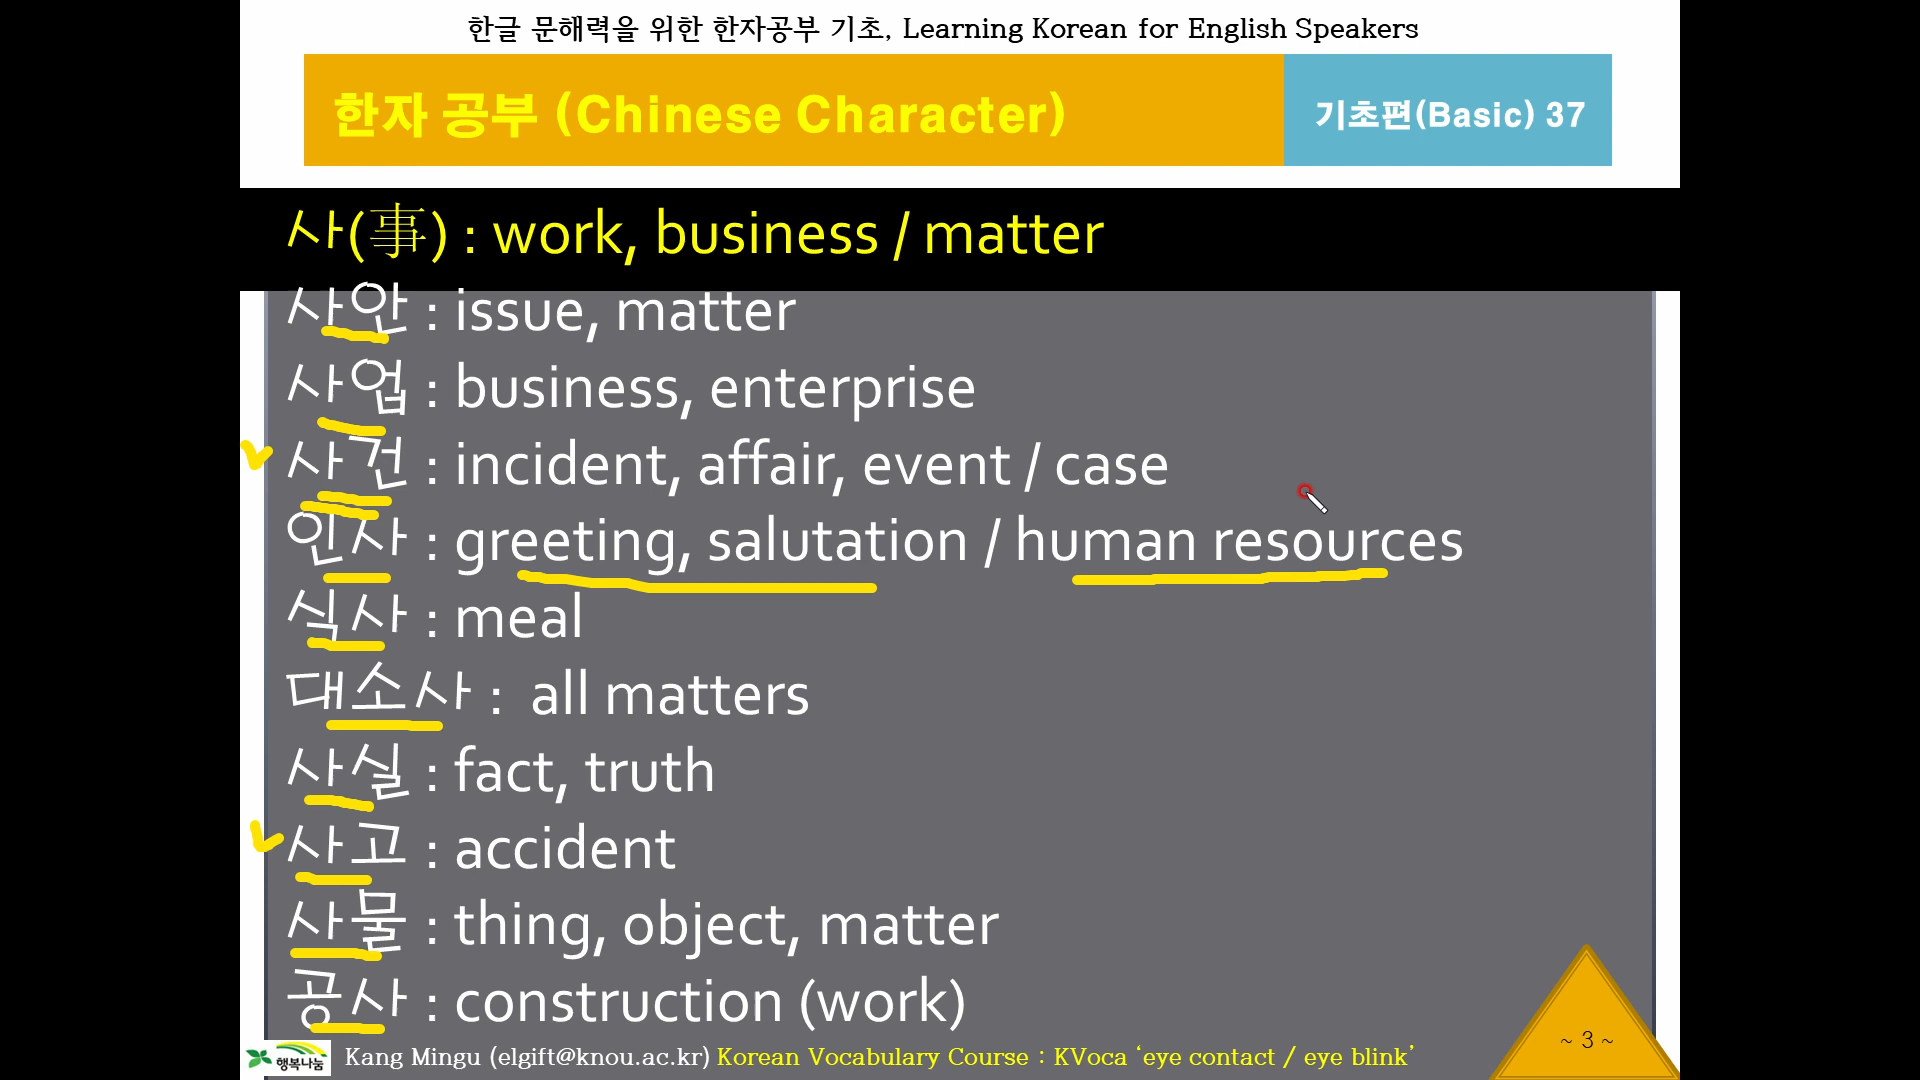 한글 문해력을 위한 한자공부 기초, Learning Korean for English Speakers
한자 공부 (Chinese Character)
기초편(Basic) 37
사(事) : work, business / matter
사안 : issue, matter
사업 : business, enterprise
사건 : incident, affair, event / case
인사 : greeting, salutation / human resources
식사 : meal
대소사 : all matters
사실 : fact, truth
사고 : accident
사물 : thing, object, matter
공사 : construction (work)
행복나눔
Kang Mingu (elgift@knou.ac.kr) Korean Vocabulary Course : KVoca ‘eye contact / eye blink’
~ 3 ~